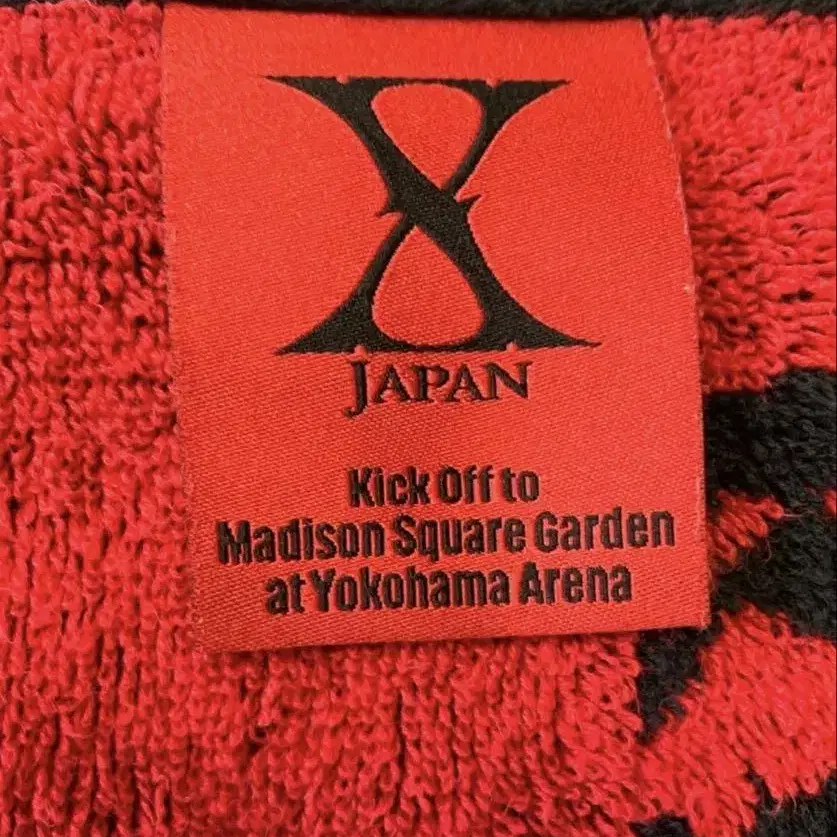 X
JAPAN
Kick Off to
Madison Square Garden
at Yokohama Arena